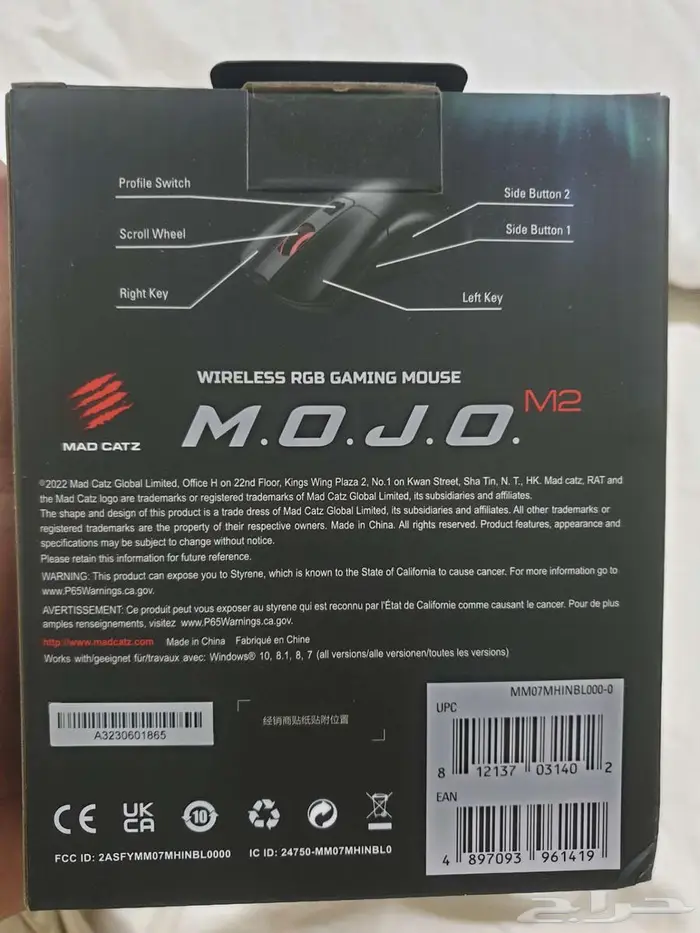 Profile Switch
Scroll Wheel
Right Key
Side Button 2
Side Button 1
Left Key
WIRELESS RGB GAMING MOUSE
M.O.J.O. M2
MAD CATZ
©2022 Mad Catz Global Limited, Office H on 22nd Floor, Kings Wing Plaza 2, No.1 on Kwan Street, Sha Tin, N. T., HK. Mad catz, RAT and
the Mad Catz logo are trademarks or registered trademarks of Mad Catz Global Limited, its subsidiaries and affiliates.
The shape and design of this product is a trade dress of Mad Catz Global Limited, its subsidiaries and affiliates. All other trademarks or
registered trademarks are the property of their respective owners. Made in China. All rights reserved. Product features, appearance and
specifications may be subject to change without notice.
Please retain this information for future reference.
WARNING: This product can expose you to Styrene, which is known to the State of California to cause cancer. For more information go to
www.P65Warnings.ca.gov.
AVERTISSEMENT: Ce produit peut vous exposer au styrene qui est reconnu par l'État de Californie comme causant le cancer. Pour de plus
amples renseignements, visitez www.P65Warnings.ca.gov.
http://www.madcatz.com Made in China Fabriqué en Chine
Works with/geeignet für/travaux avec: Windows® 10, 8.1, 8, 7 (all versions/alle versionen/toutes les versions)
A3230601865
经销商贴纸贴附位置
MM07MHINBL000-0
UPC
8 12137 03140 2
EAN
4 897093 961419
CE UK CA 10
FCC ID: 2ASFYMM07MHINBL0000 IC ID: 24750-MM07MHINBL0
حراج